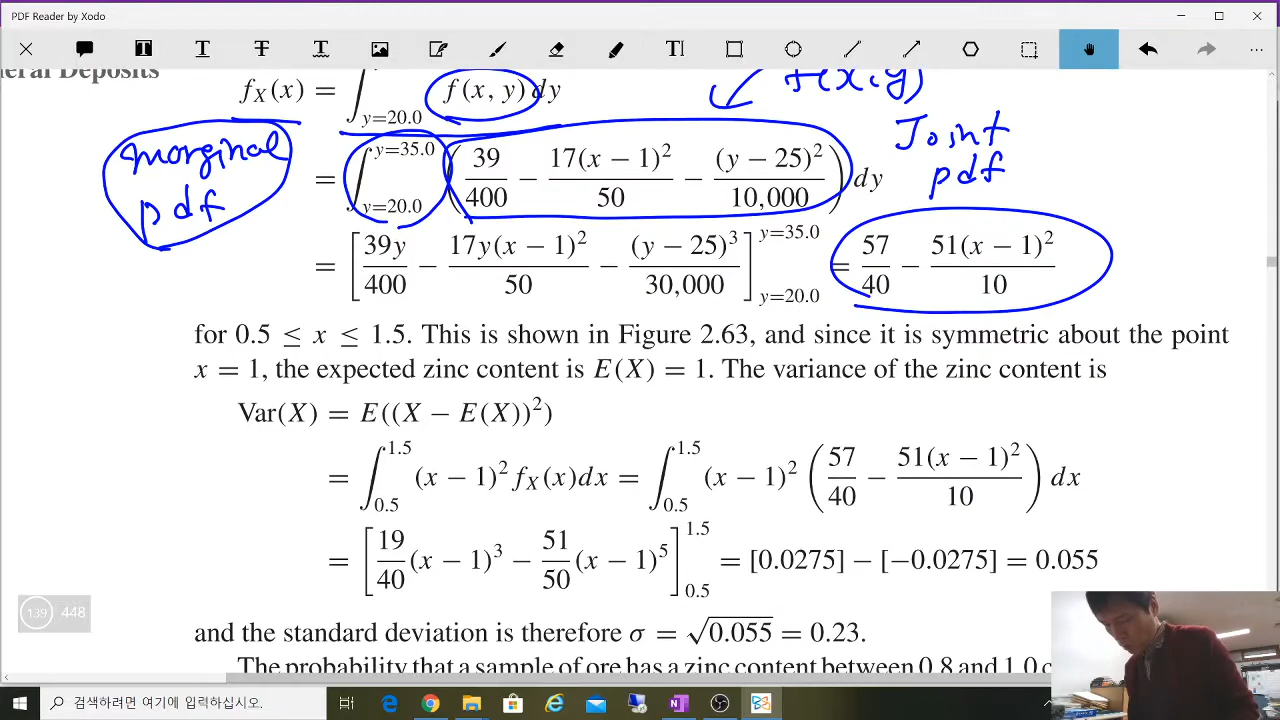 PDF Reader by Xodo
neral Deposits
f_X(x) = ∫_{y=20.0} f(x, y) dy
f(x,y)
Joint
pdf
morginal
pdf
= ∫_{y=20.0}^{y=35.0} ( 39/400 − 17(x − 1)²/50 − (y − 25)²/10,000 ) dy
= [ 39y/400 − 17y(x − 1)²/50 − (y − 25)³/30,000 ]_{y=20.0}^{y=35.0} = 57/40 − 51(x − 1)²/10
for 0.5 ≤ x ≤ 1.5. This is shown in Figure 2.63, and since it is symmetric about the point
x = 1, the expected zinc content is E(X) = 1. The variance of the zinc content is
Var(X) = E((X − E(X))²)
= ∫_{0.5}^{1.5} (x − 1)² f_X(x)dx = ∫_{0.5}^{1.5} (x − 1)² ( 57/40 − 51(x − 1)²/10 ) dx
= [ 19/40 (x − 1)³ − 51/50 (x − 1)⁵ ]_{0.5}^{1.5} = [0.0275] − [−0.0275] = 0.055
139 448
and the standard deviation is therefore σ = √0.055 = 0.23.
The probability that a sample of ore has a zinc content between 0.8 and 1.0
검색하려면 여기에 입력하십시오.